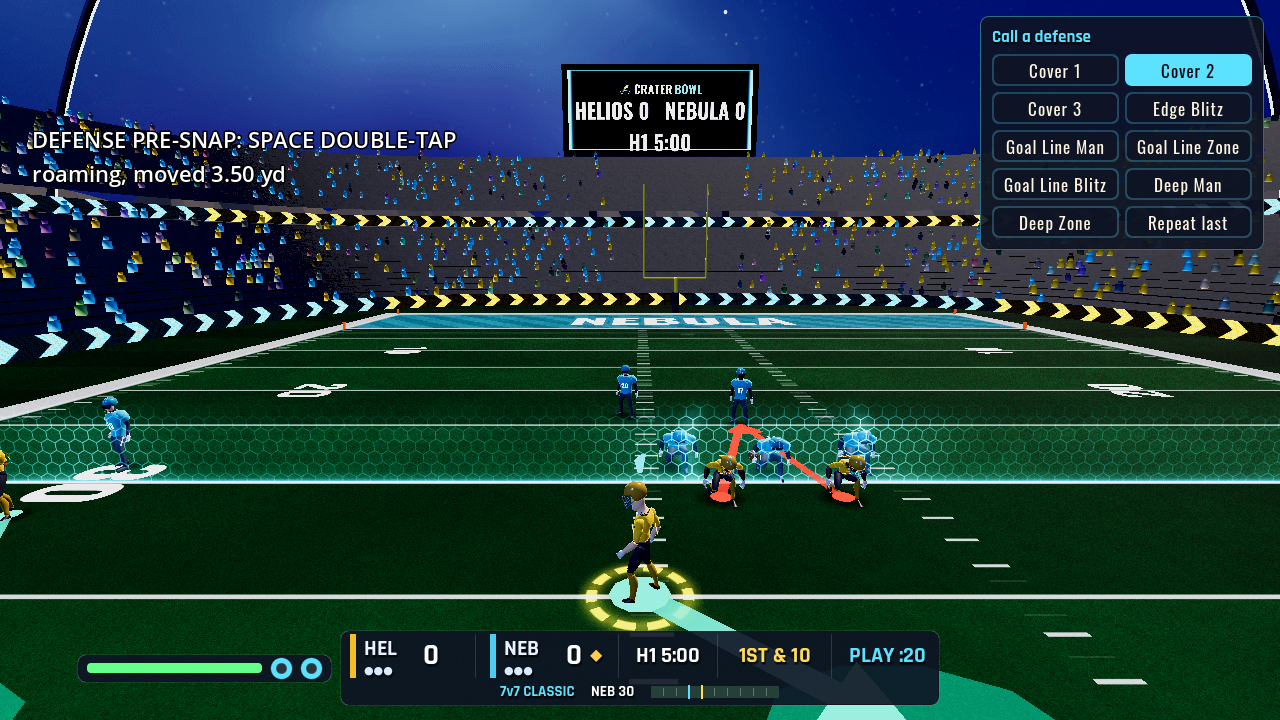 Call a defense
Cover 1
Cover 2
Cover 3
Edge Blitz
Goal Line Man
Goal Line Zone
Goal Line Blitz
Deep Man
Deep Zone
Repeat last
CRATER BOWL
HELIOS 0 NEBULA 0
H1 5:00
DEFENSE PRE-SNAP: SPACE DOUBLE-TAP
roaming, moved 3.50 yd
NEBULA
20
HEL 0
NEB 0
H1 5:00
1ST & 10
PLAY :20
7v7 CLASSIC NEB 30